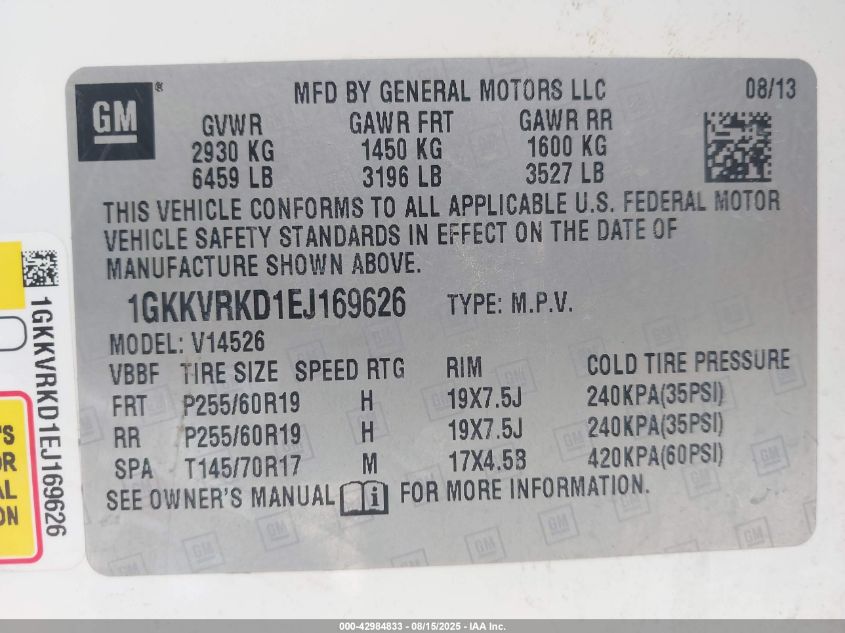 GM
®
MFD BY GENERAL MOTORS LLC 08/13
GVWR GAWR FRT GAWR RR
2930 KG 1450 KG 1600 KG
6459 LB 3196 LB 3527 LB
THIS VEHICLE CONFORMS TO ALL APPLICABLE U.S. FEDERAL MOTOR
VEHICLE SAFETY STANDARDS IN EFFECT ON THE DATE OF
MANUFACTURE SHOWN ABOVE.
1GKKVRKD1EJ169626 TYPE: M.P.V.
MODEL: V14526
VBBF TIRE SIZE SPEED RTG RIM COLD TIRE PRESSURE
FRT P255/60R19 H 19X7.5J 240KPA(35PSI)
RR P255/60R19 H 19X7.5J 240KPA(35PSI)
SPA T145/70R17 M 17X4.5B 420KPA(60PSI)
SEE OWNER'S MANUAL i FOR MORE INFORMATION.
1GKKVRKD1EJ169626
'S
OR
AL
ON
000-42984833 - 08/15/2025 - IAA Inc.